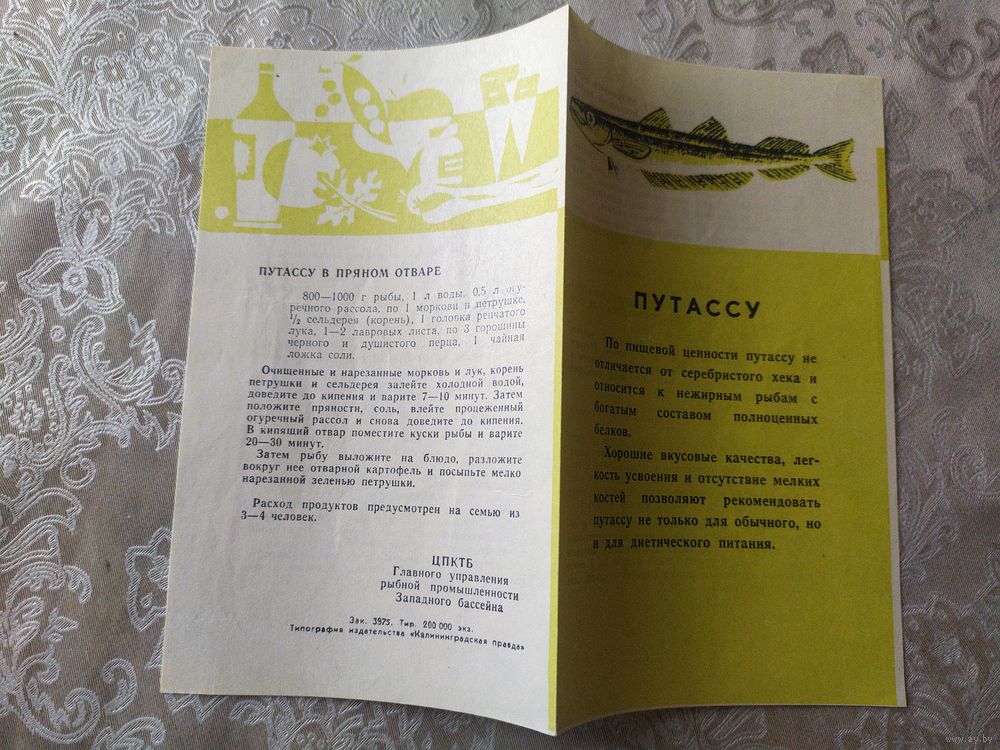 ПУТАССУ В ПРЯНОМ ОТВАРЕ
800—1000 г рыбы, 1 л воды, 0,5 л огу-
речного рассола, по 1 моркови и петрушке,
1/2 сельдерея (корень), 1 головка репчатого
лука, 1—2 лавровых листа, по 3 горошины
черного и душистого перца, 1 чайная
ложка соли.
Очищенные и нарезанные морковь и лук, корень
петрушки и сельдерея залейте холодной водой,
доведите до кипения и варите 7—10 минут. Затем
положите пряности, соль, влейте процеженный
огуречный рассол и снова доведите до кипения.
В кипящий отвар поместите куски рыбы и варите
20—30 минут.
Затем рыбу выложите на блюдо, разложите
вокруг нее отварной картофель и посыпьте мелко
нарезанной зеленью петрушки.
Расход продуктов предусмотрен на семью из
3—4 человек.
ЦПКТБ
Главного управления
рыбной промышленности
Западного бассейна
Зак. 3975. Тир. 200 000 экз.
Типография издательства «Калининградская правда»
ПУТАССУ
По пищевой ценности путассу не
отличается от серебристого хека и
относится к нежирным рыбам с
богатым составом полноценных
белков.
Хорошие вкусовые качества, лег-
кость усвоения и отсутствие мелких
костей позволяют рекомендовать
путассу не только для обычного, но
и для диетического питания.
www.ay.by